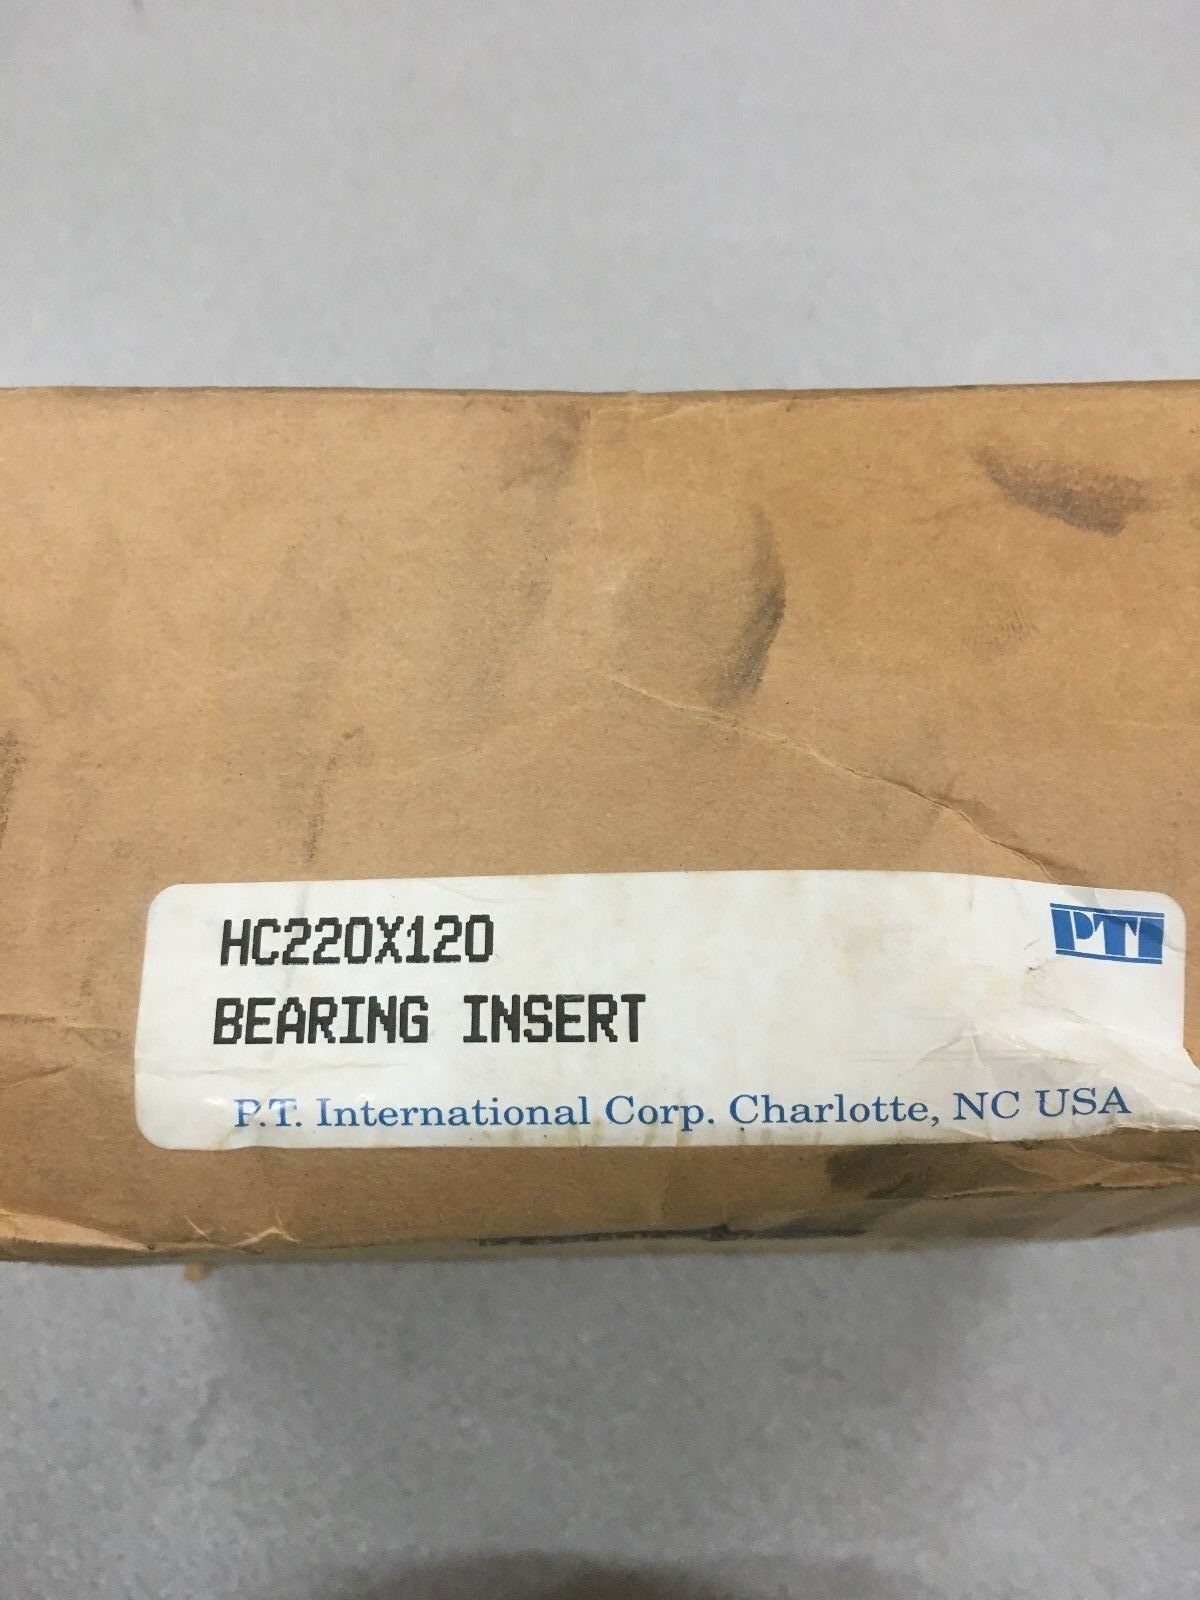 HC220X120
PTI
BEARING INSERT
P.T. International Corp. Charlotte, NC USA